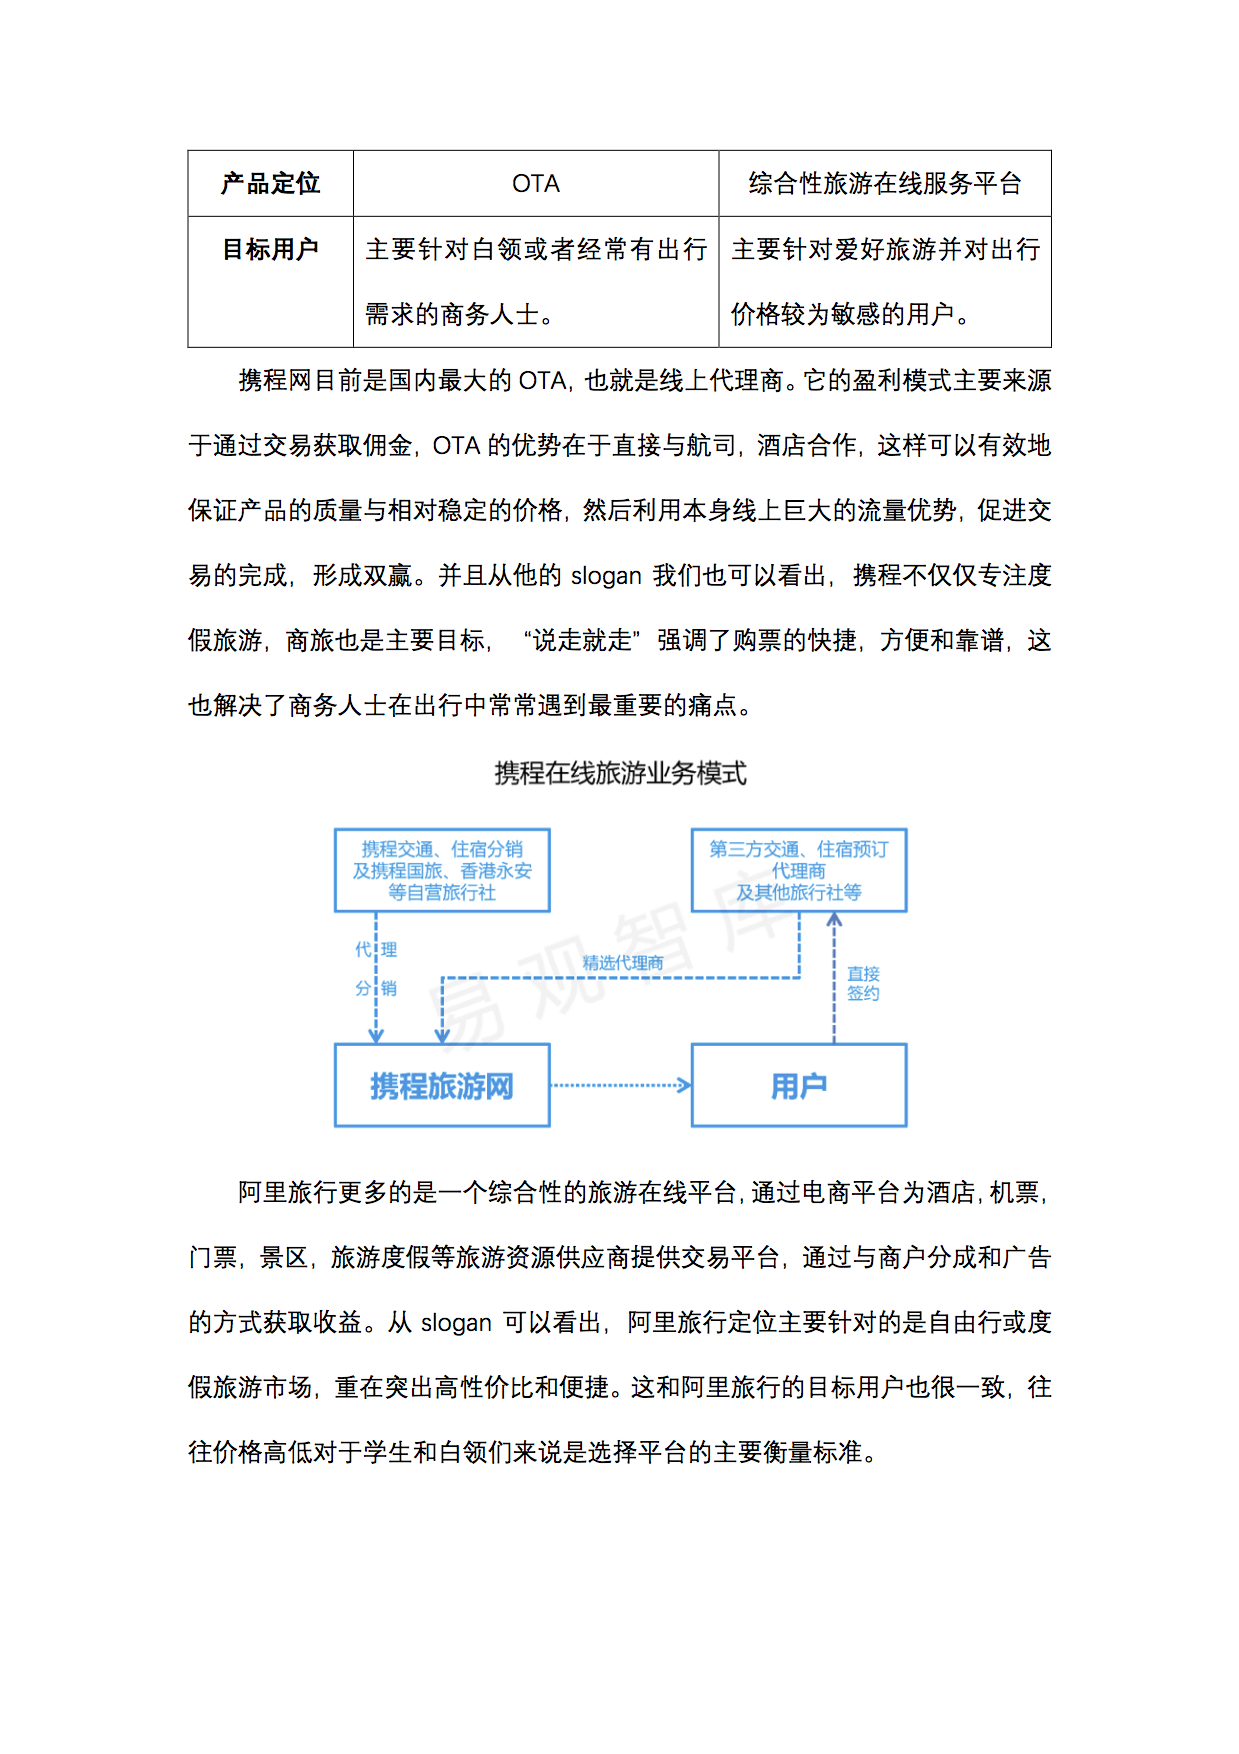 产品定位 OTA 综合性旅游在线服务平台
目标用户 主要针对白领或者经常有出行 主要针对爱好旅游并对出行
需求的商务人士。 价格较为敏感的用户。
携程网目前是国内最大的 OTA，也就是线上代理商。它的盈利模式主要来源
于通过交易获取佣金，OTA 的优势在于直接与航司，酒店合作，这样可以有效地
保证产品的质量与相对稳定的价格，然后利用本身线上巨大的流量优势，促进交
易的完成，形成双赢。并且从他的 slogan 我们也可以看出，携程不仅仅专注度
假旅游，商旅也是主要目标，“说走就走”强调了购票的快捷，方便和靠谱，这
也解决了商务人士在出行中常常遇到最重要的痛点。
携程在线旅游业务模式
携程交通、住宿分销
及携程国旅、香港永安
等自营旅行社
第三方交通、住宿预订
代理商
及其他旅行社等
代 理
分 销
精选代理商
直接
签约
易观智库
携程旅游网
用户
阿里旅行更多的是一个综合性的旅游在线平台，通过电商平台为酒店，机票，
门票，景区，旅游度假等旅游资源供应商提供交易平台，通过与商户分成和广告
的方式获取收益。从 slogan 可以看出，阿里旅行定位主要针对的是自由行或度
假旅游市场，重在突出高性价比和便捷。这和阿里旅行的目标用户也很一致，往
往价格高低对于学生和白领们来说是选择平台的主要衡量标准。